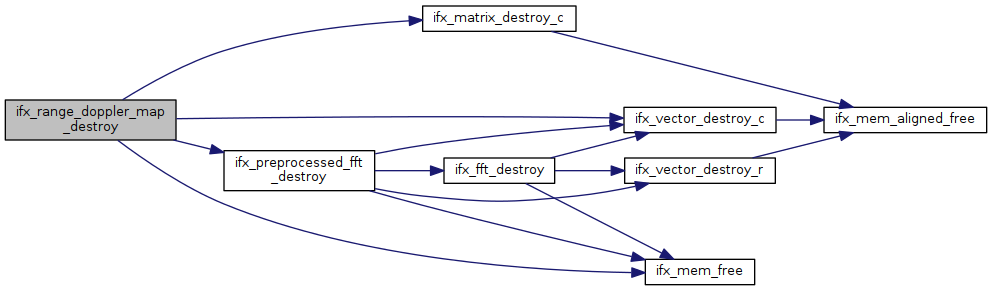 ifx_matrix_destroy_c
ifx_range_doppler_map
_destroy
ifx_vector_destroy_c
ifx_mem_aligned_free
ifx_preprocessed_fft
_destroy
ifx_fft_destroy
ifx_vector_destroy_r
ifx_mem_free